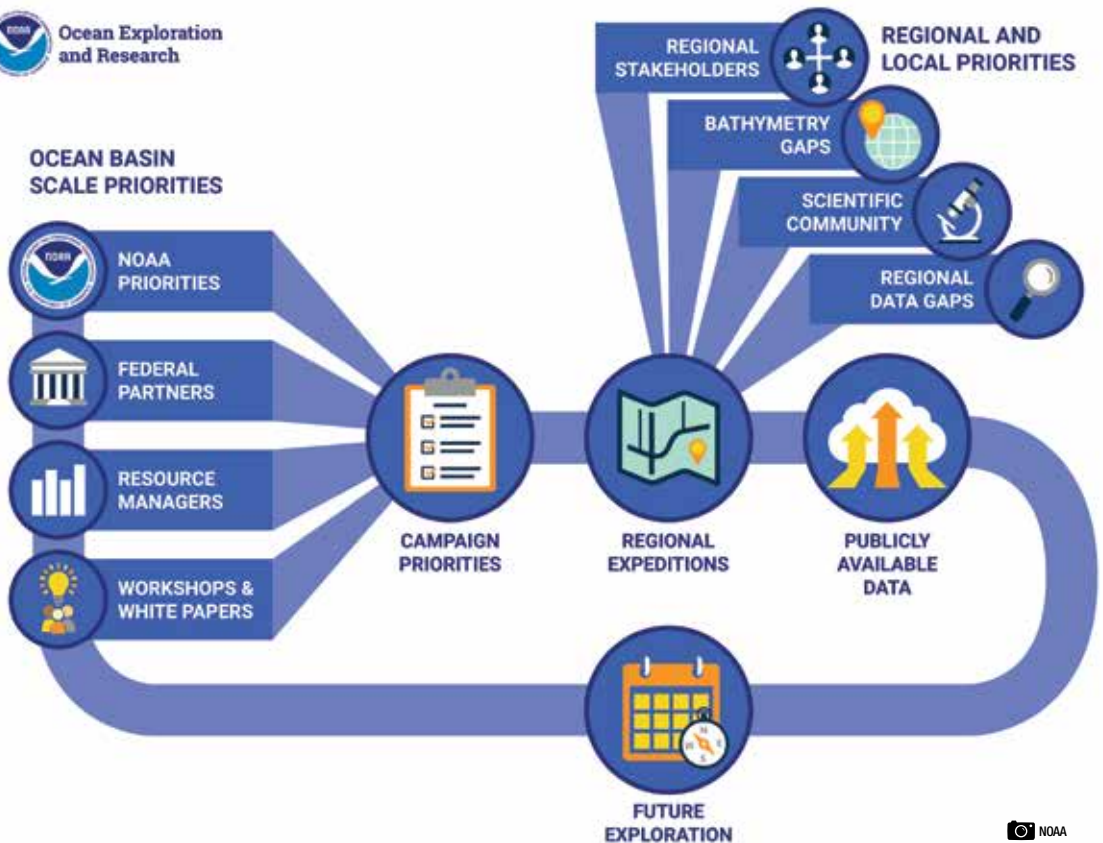 NOAA
Ocean Exploration
and Research
OCEAN BASIN
SCALE PRIORITIES
NOAA
NOAA
PRIORITIES
FEDERAL
PARTNERS
RESOURCE
MANAGERS
WORKSHOPS &
WHITE PAPERS
CAMPAIGN
PRIORITIES
REGIONAL AND
LOCAL PRIORITIES
REGIONAL
STAKEHOLDERS
BATHYMETRY
GAPS
SCIENTIFIC
COMMUNITY
REGIONAL
DATA GAPS
REGIONAL
EXPEDITIONS
PUBLICLY
AVAILABLE
DATA
N
E
S
W
FUTURE
EXPLORATION
NOAA